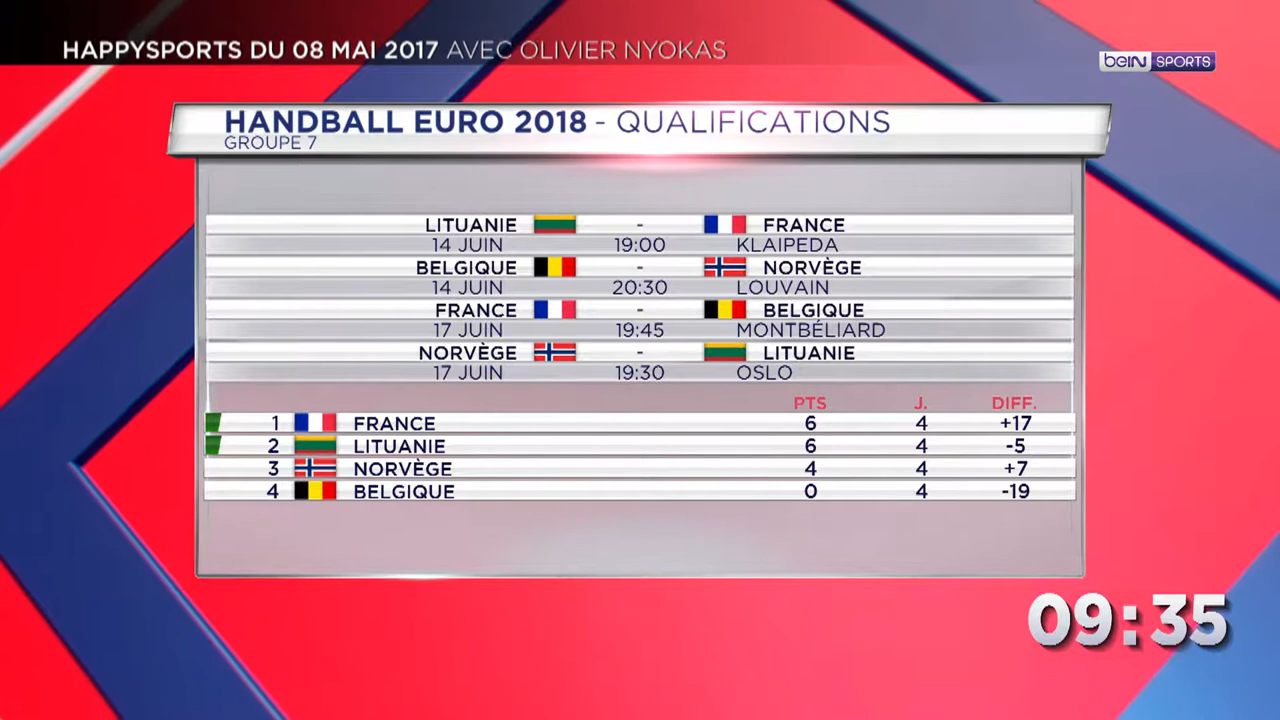 HAPPYSPORTS DU 08 MAI 2017 AVEC OLIVIER NYOKAS
beIN SPORTS
HANDBALL EURO 2018 - QUALIFICATIONS
GROUPE 7
LITUANIE - FRANCE
14 JUIN 19:00 KLAIPEDA
BELGIQUE - NORVÈGE
14 JUIN 20:30 LOUVAIN
FRANCE - BELGIQUE
17 JUIN 19:45 MONTBÉLIARD
NORVÈGE - LITUANIE
17 JUIN 19:30 OSLO
PTS J. DIFF.
1 FRANCE 6 4 +17
2 LITUANIE 6 4 -5
3 NORVÈGE 4 4 +7
4 BELGIQUE 0 4 -19
09:35